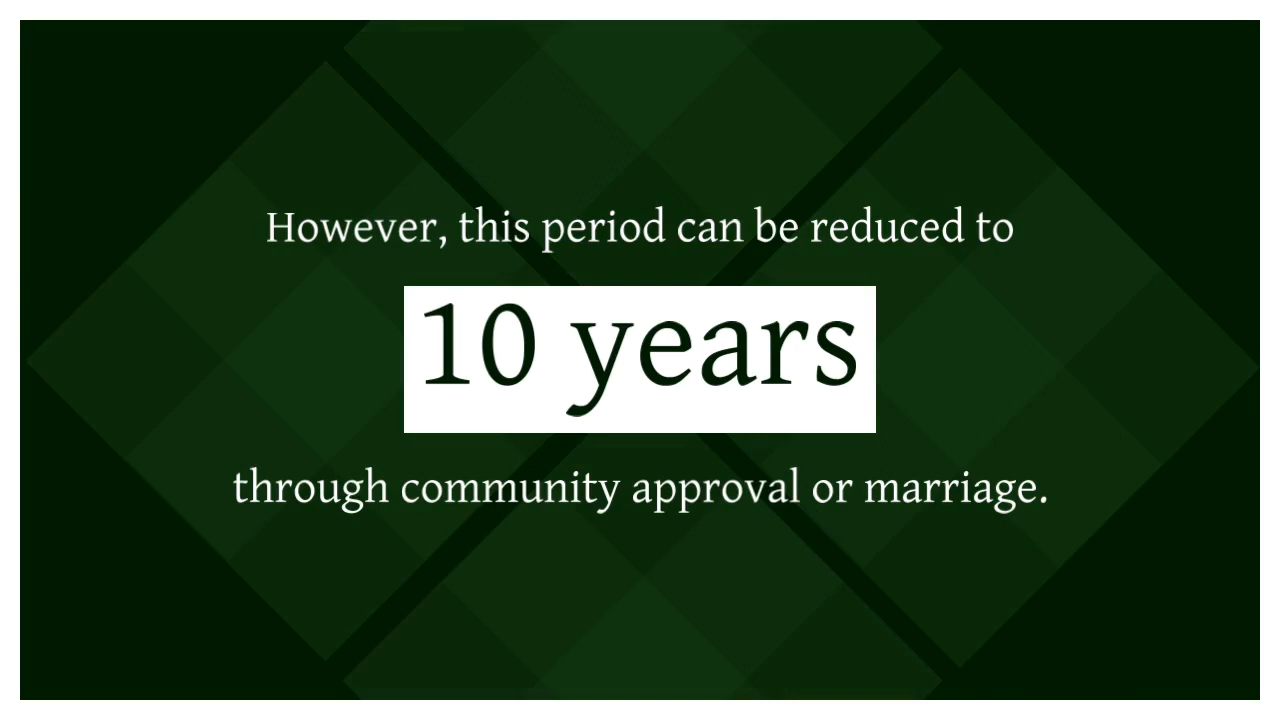 However, this period can be reduced to
10 years
through community approval or marriage.